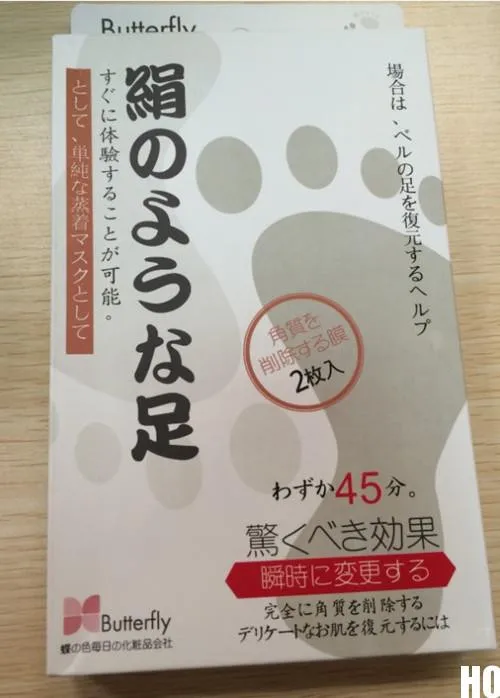 Butterfly
場合は、ベルの足を復元するヘルプ
絹のような足
すぐに体験することが可能。
として、単純な蒸着マスクとして
角質を
削除する膜
2枚入
わずか45分。
驚くべき効果
瞬時に変更する
完全に角質を削除する
デリケートなお肌を復元するには
Butterfly
蝶の色毎日の化粧品会社
HO